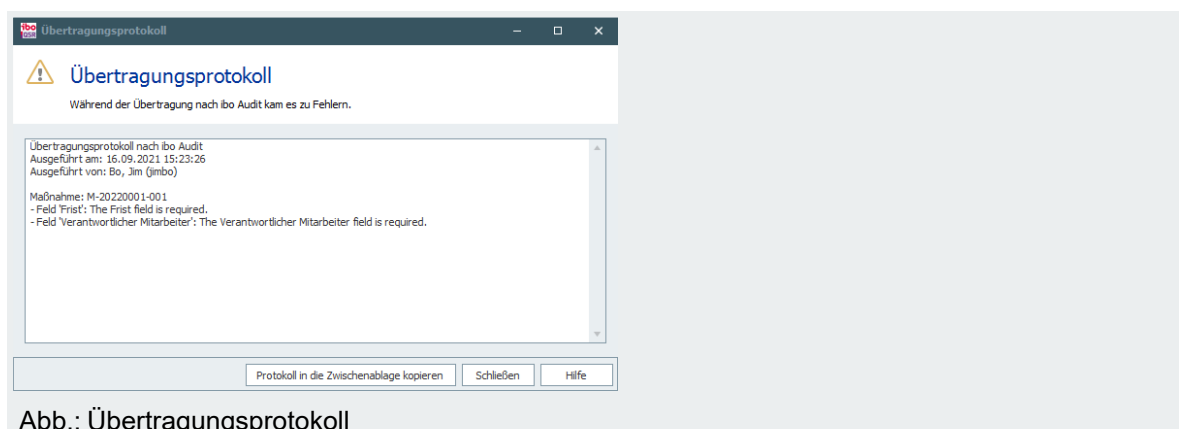 ibo
QSR
Übertragungsprotokoll
Übertragungsprotokoll
Während der Übertragung nach ibo Audit kam es zu Fehlern.
Übertragungsprotokoll nach ibo Audit
Ausgeführt am: 16.09.2021 15:23:26
Ausgeführt von: Bo, Jim (jimbo)
Maßnahme: M-20220001-001
- Feld 'Frist': The Frist field is required.
- Feld 'Verantwortlicher Mitarbeiter': The Verantwortlicher Mitarbeiter field is required.
Protokoll in die Zwischenablage kopieren Schließen Hilfe
Abb.: Übertragungsprotokoll